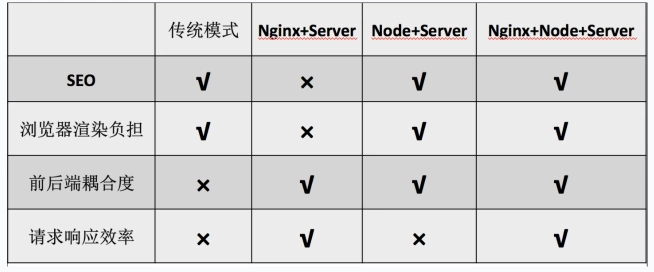 传统模式 Nginx+Server Node+Server Nginx+Node+Server
SEO √ × √ √
浏览器渲染负担 √ × √ √
前后端耦合度 × √ √ √
请求响应效率 × √ × √